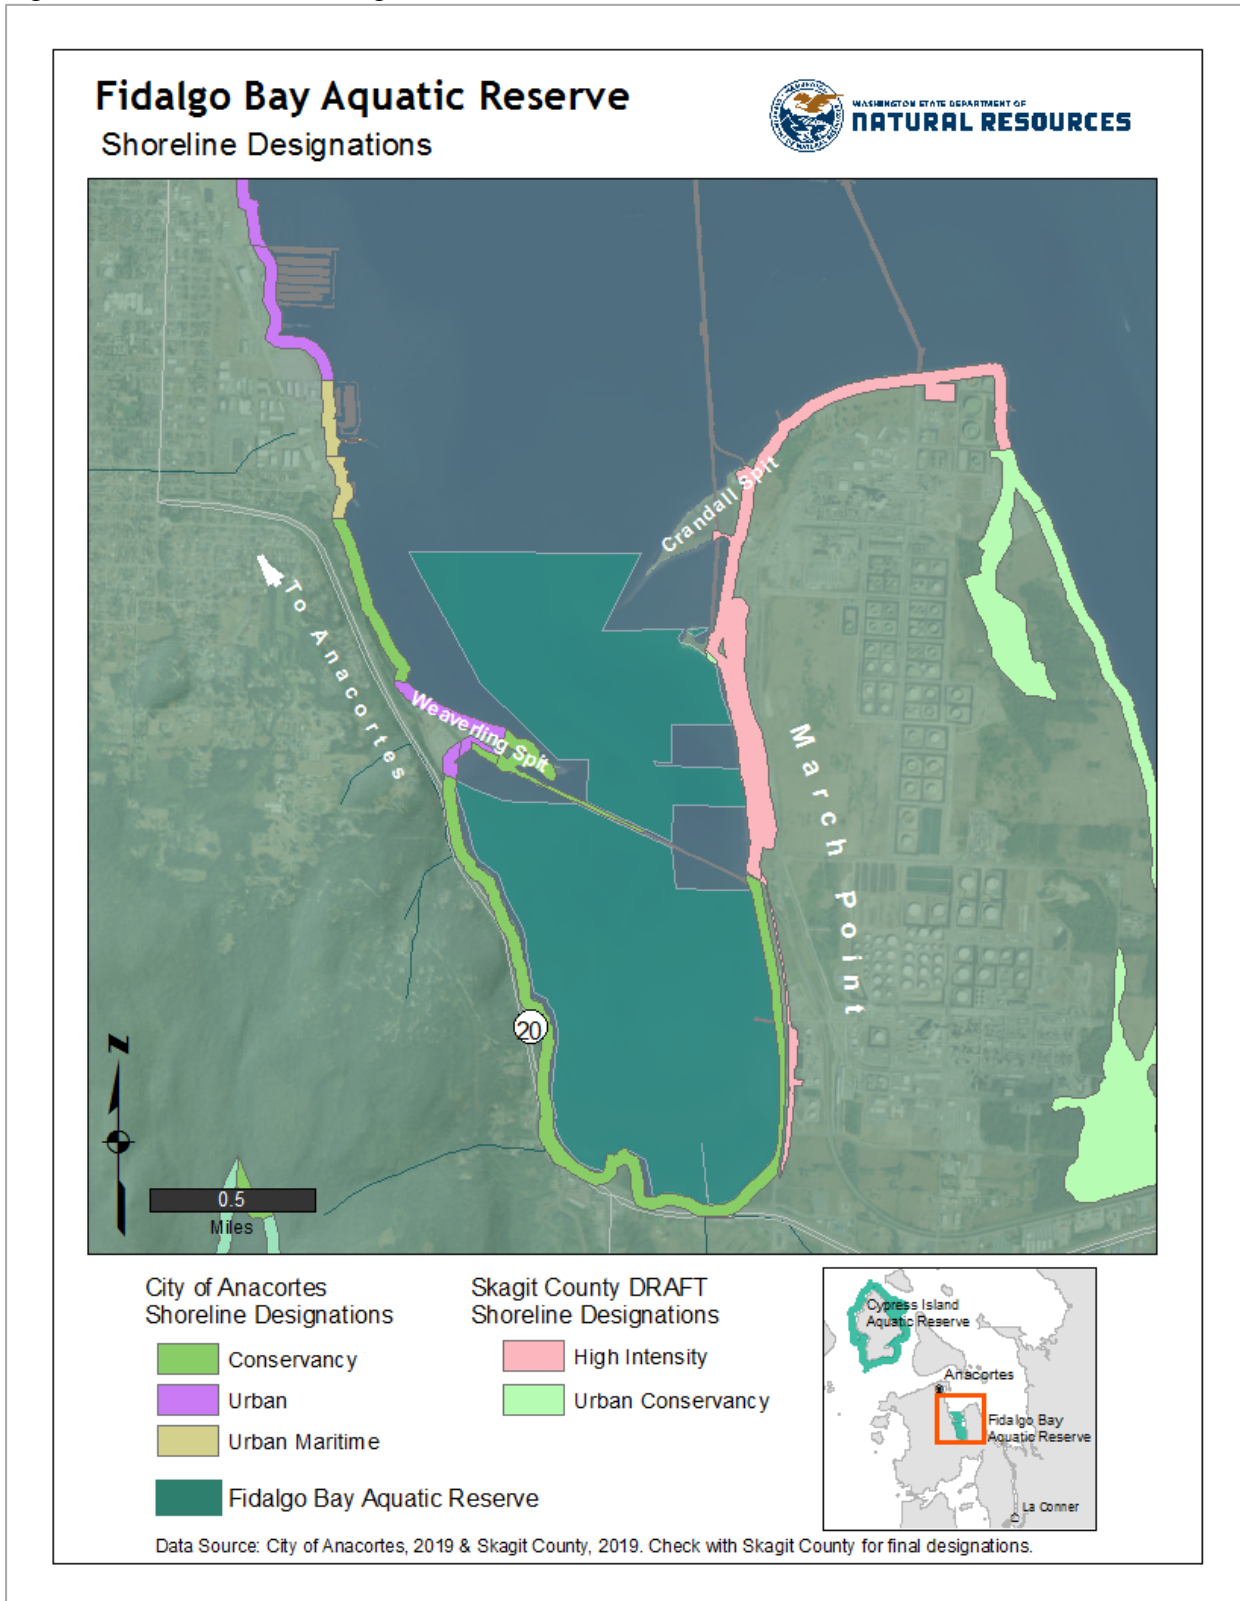 Fidalgo Bay Aquatic Reserve
Shoreline Designations
WASHINGTON STATE DEPARTMENT OF
NATURAL RESOURCES
Crandall Spit
To Anacortes
Weaverling Spit
March Point
20
N
0.5
Miles
City of Anacortes
Shoreline Designations
Conservancy
Urban
Urban Maritime
Fidalgo Bay Aquatic Reserve
Skagit County DRAFT
Shoreline Designations
High Intensity
Urban Conservancy
Cypress Island
Aquatic Reserve
Anacortes
Fidalgo Bay
Aquatic Reserve
La Conner
Data Source: City of Anacortes, 2019 & Skagit County, 2019. Check with Skagit County for final designations.